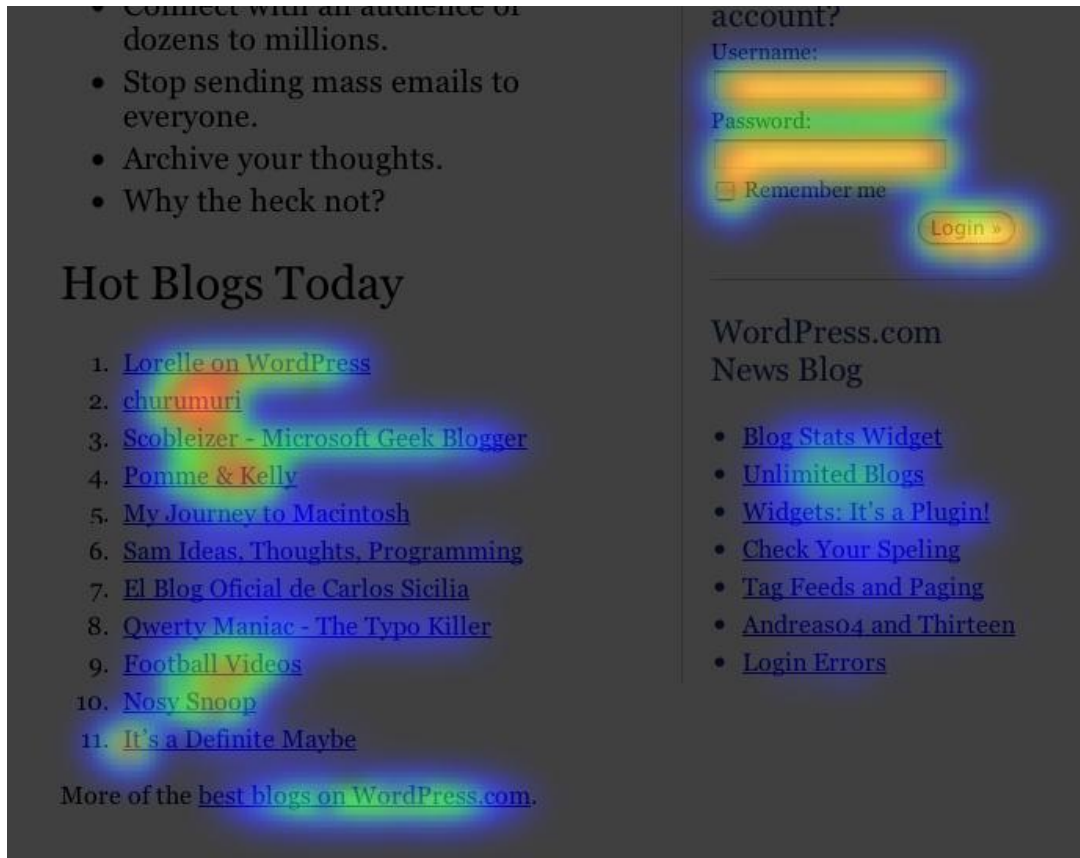 Connect with an audience of
dozens to millions.
Stop sending mass emails to
everyone.
Archive your thoughts.
Why the heck not?
Hot Blogs Today
1. Lorelle on WordPress
2. churumuri
3. Scobleizer - Microsoft Geek Blogger
4. Pomme & Kelly
5. My Journey to Macintosh
6. Sam Ideas, Thoughts, Programming
7. El Blog Oficial de Carlos Sicilia
8. Qwerty Maniac - The Typo Killer
9. Football Videos
10. Nosy Snoop
11. It's a Definite Maybe
More of the best blogs on WordPress.com.
account?
Username:
Password:
Remember me
Login »
WordPress.com
News Blog
Blog Stats Widget
Unlimited Blogs
Widgets: It's a Plugin!
Check Your Speling
Tag Feeds and Paging
Andreas04 and Thirteen
Login Errors